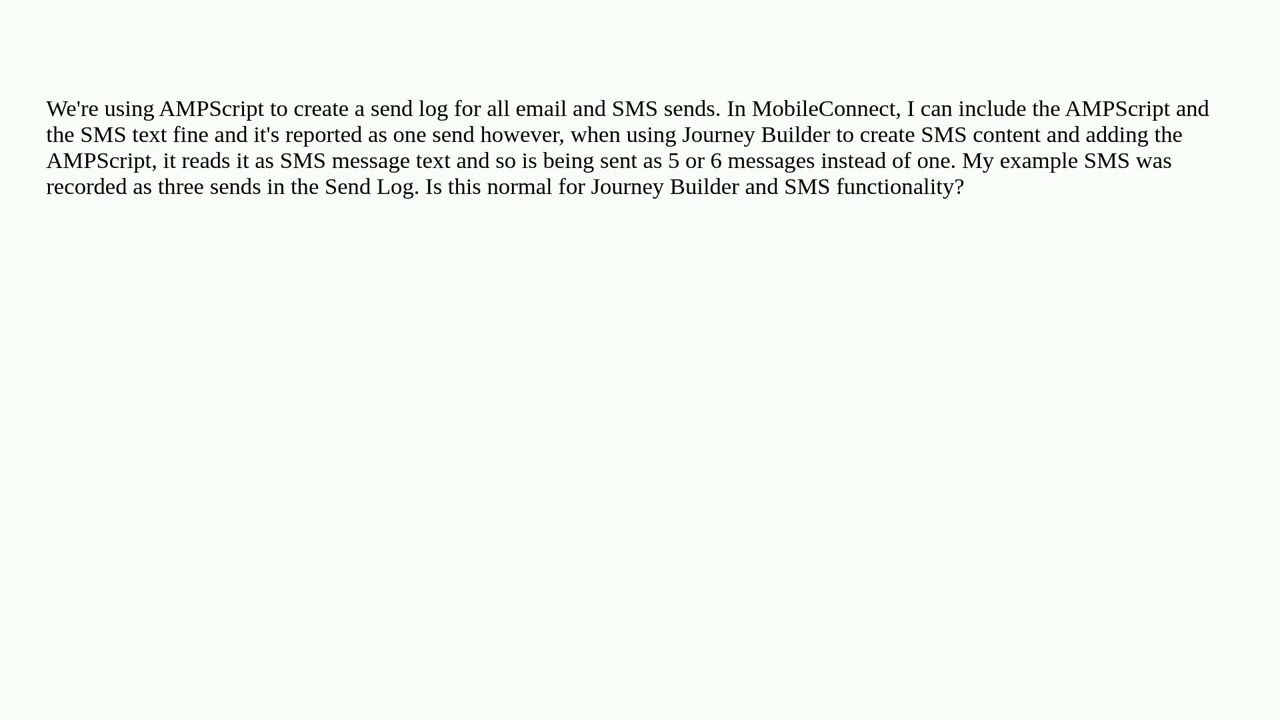 We're using AMPScript to create a send log for all email and SMS sends. In MobileConnect, I can include the AMPScript and
the SMS text fine and it's reported as one send however, when using Journey Builder to create SMS content and adding the
AMPScript, it reads it as SMS message text and so is being sent as 5 or 6 messages instead of one. My example SMS was
recorded as three sends in the Send Log. Is this normal for Journey Builder and SMS functionality?